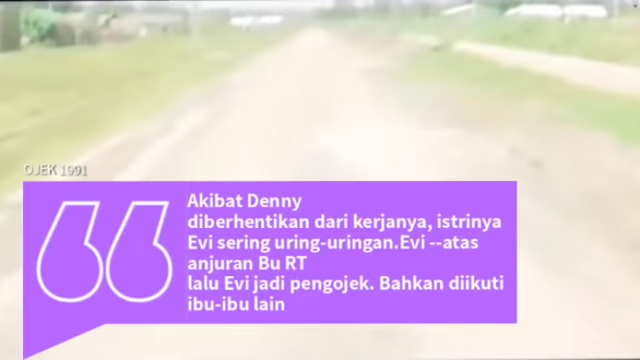 OJEK 1991
Akibat Denny
diberhentikan dari kerjanya, istrinya
Evi sering uring-uringan.Evi --atas
anjuran Bu RT
lalu Evi jadi pengojek. Bahkan diikuti
ibu-ibu lain